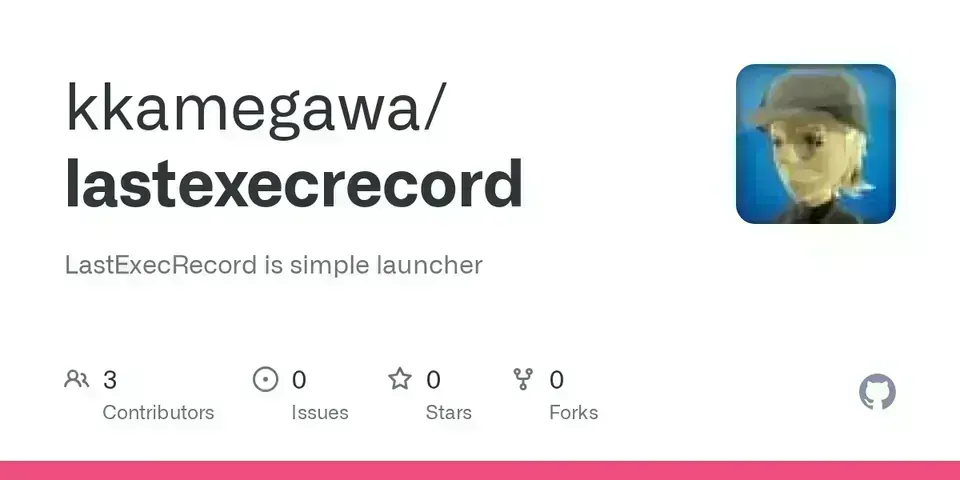 kkamegawa/
lastexecrecord
LastExecRecord is simple launcher
3 0 0 0
Contributors Issues Stars Forks